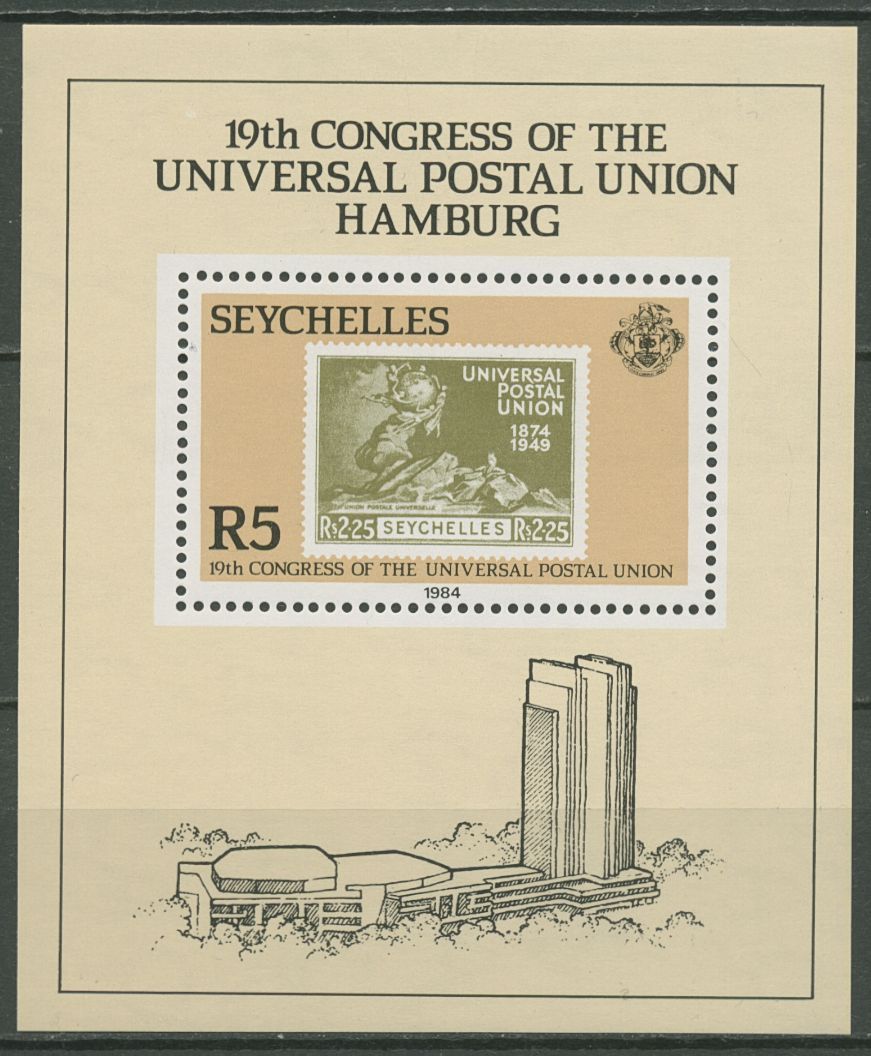 19th CONGRESS OF THE
UNIVERSAL POSTAL UNION
HAMBURG
SEYCHELLES
UNIVERSAL
POSTAL
UNION
1874
1949
UNION POSTALE UNIVERSELLE
Rs2·25 SEYCHELLES Rs2·25
R5
19th CONGRESS OF THE UNIVERSAL POSTAL UNION
1984